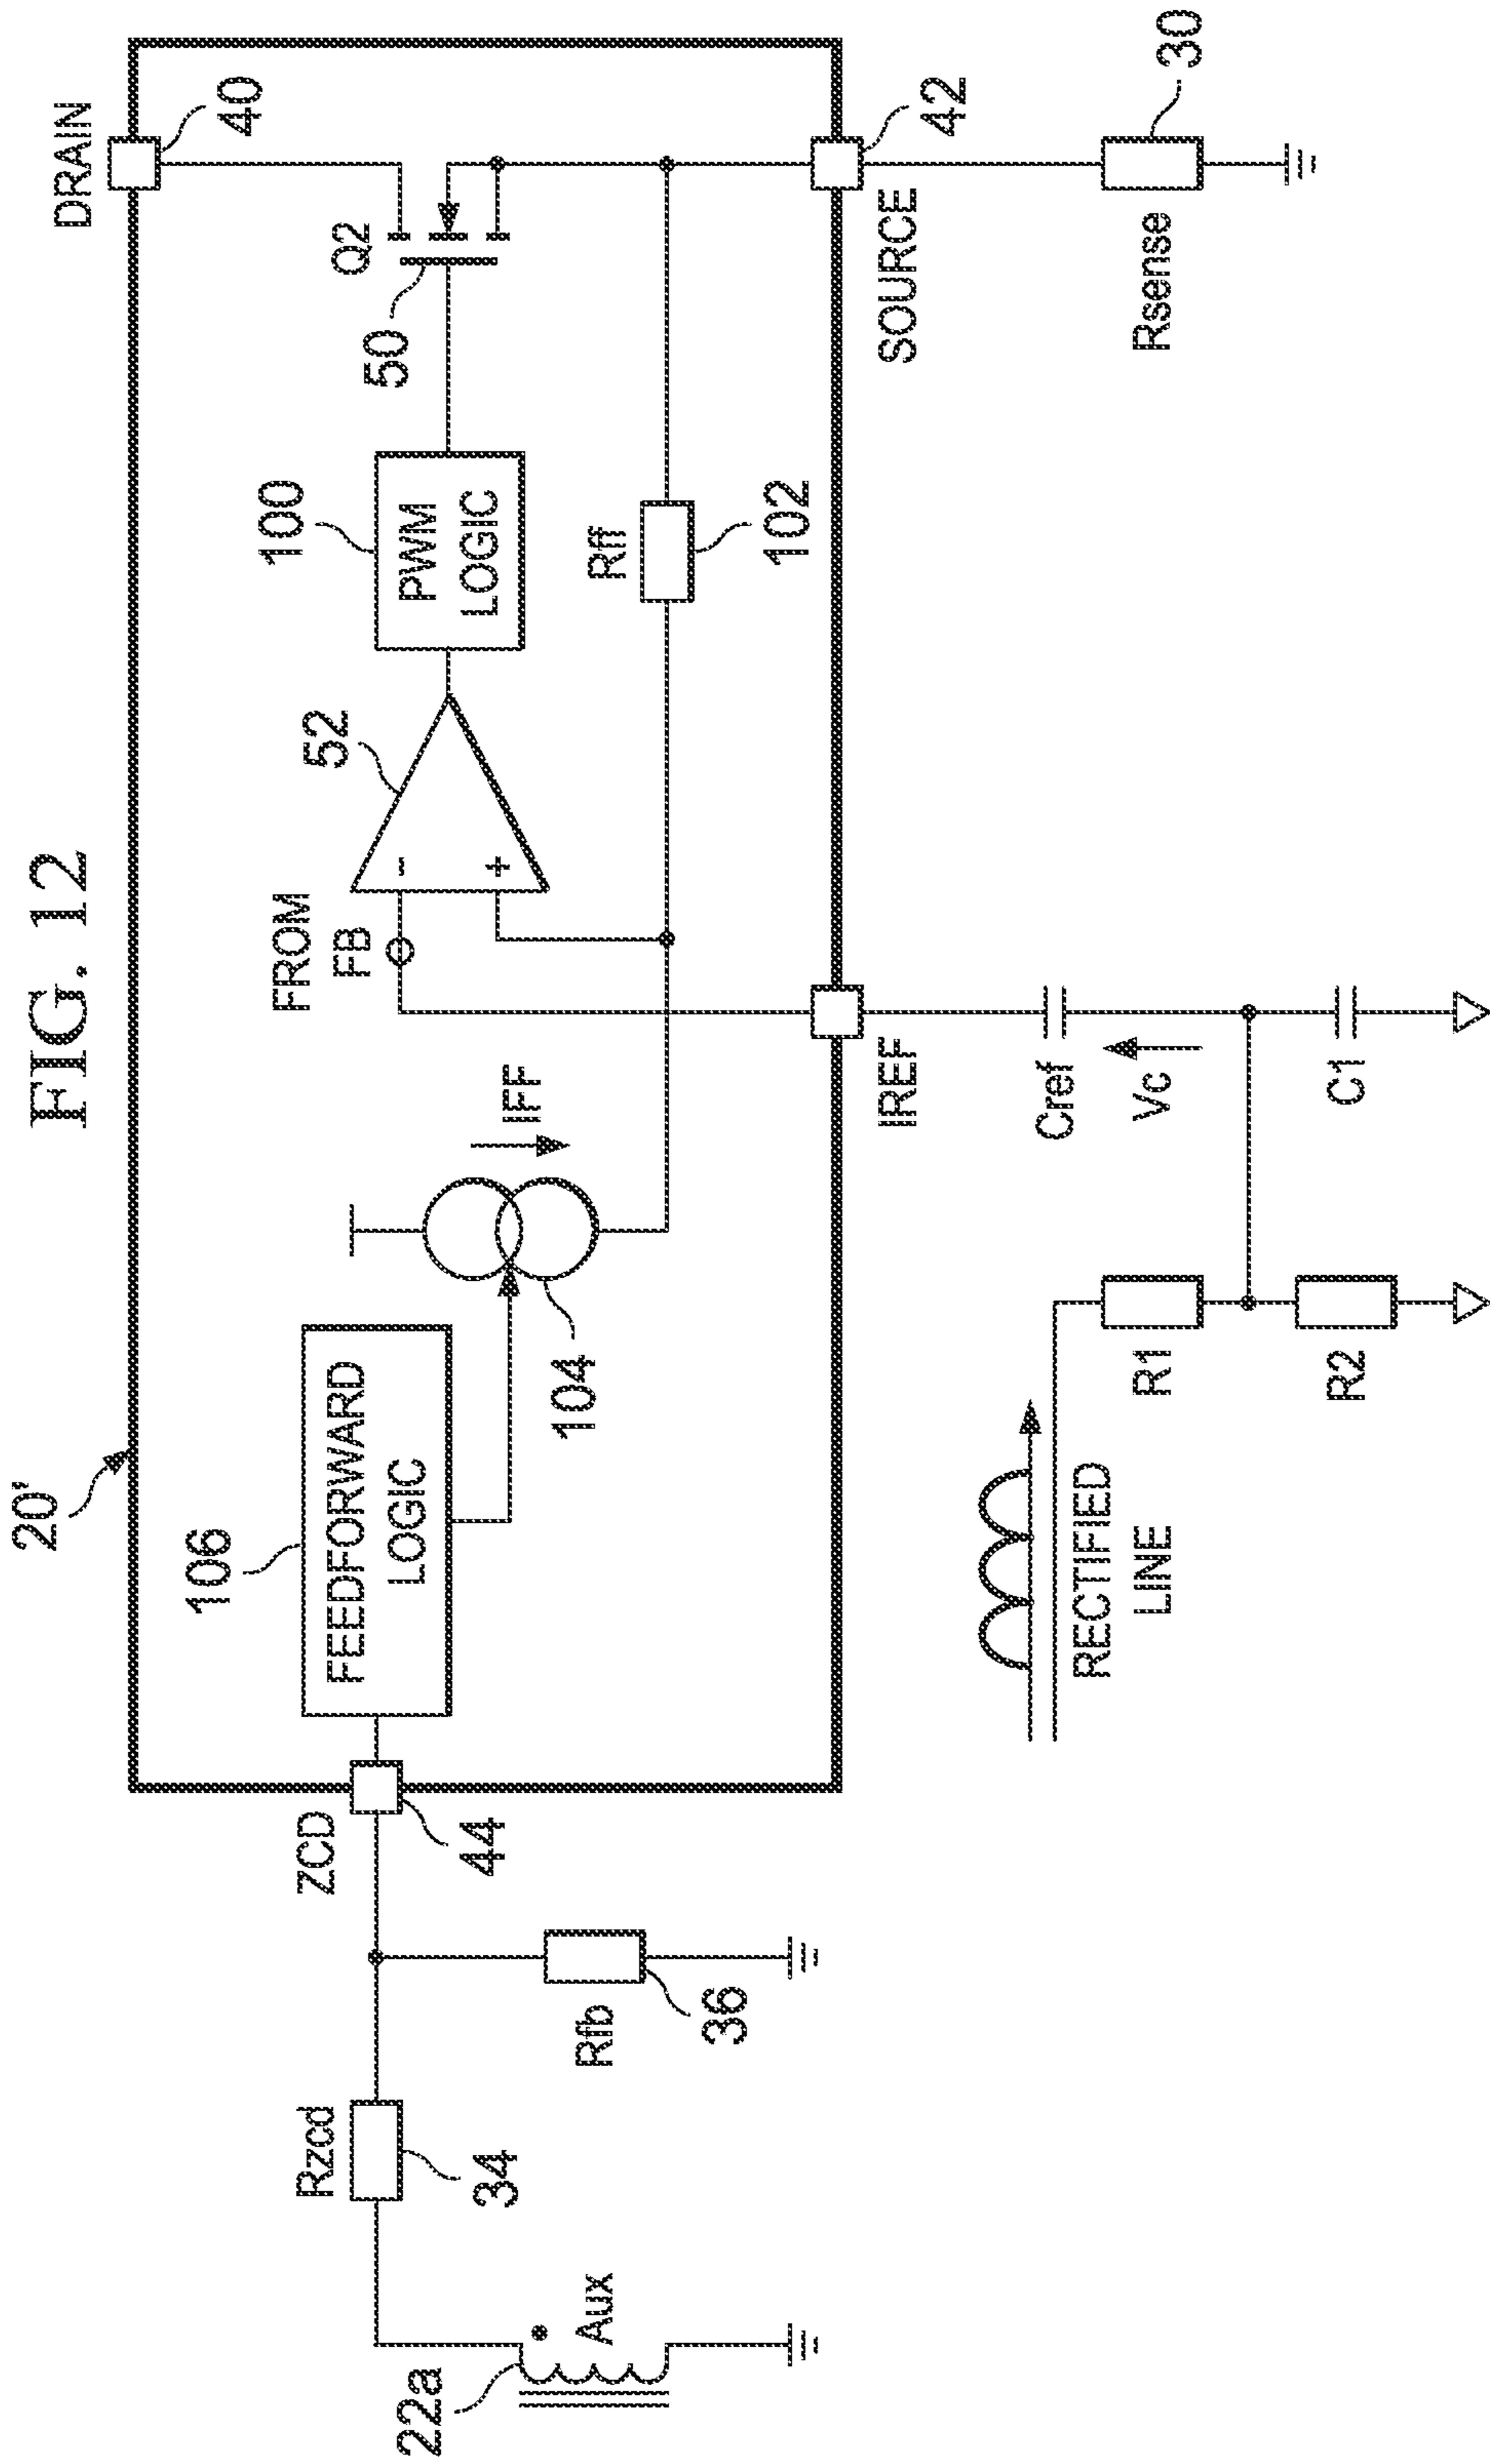 FIG. 12
20'
DRAIN
40
106
FEEDFORWARD
LOGIC
ZCD
44
Rzcd
34
22a
Aux
Rfb
36
104
IFF
FROM
FB
52
-
+
100
PWM
LOGIC
Q2
50
Rff
102
IREF
SOURCE
42
Rsense
30
RECTIFIED
LINE
R1
R2
Cref
Vc
C1